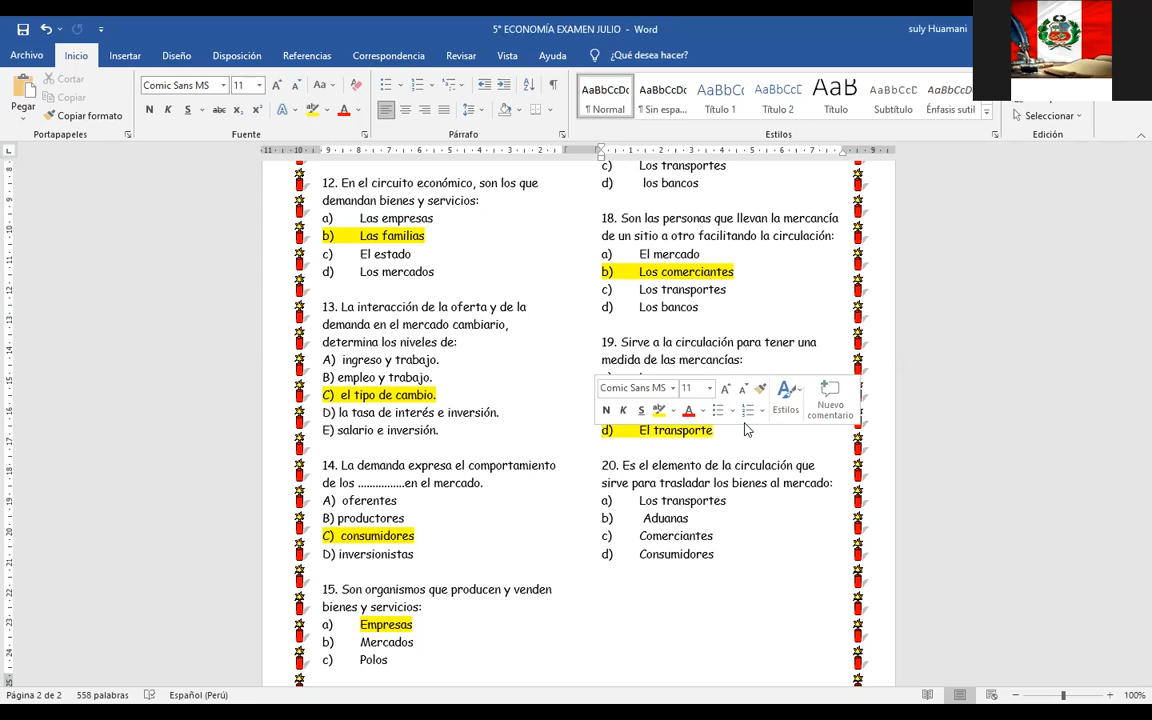 5° ECONOMÍA EXAMEN JULIO - Word
suly Huamani
Archivo
Inicio
Insertar
Diseño
Disposición
Referencias
Correspondencia
Revisar
Vista
Ayuda
¿Qué desea hacer?
Pegar
Cortar
Copiar
Copiar formato
Portapapeles
Comic Sans MS
11
Fuente
Párrafo
AaBbCcDc
¶ Normal
AaBbCcDc
¶ Sin espa...
AaBbCc
Título 1
AaBbCcD
Título 2
AaB
Título
AaBbCcD
Subtítulo
AaBbCcDc
Énfasis sutil
Estilos
Seleccionar
Edición
12. En el circuito económico, son los que
demandan bienes y servicios:
a) Las empresas
b) Las familias
c) El estado
d) Los mercados
13. La interacción de la oferta y de la
demanda en el mercado cambiario,
determina los niveles de:
A) ingreso y trabajo.
B) empleo y trabajo.
C) el tipo de cambio.
D) la tasa de interés e inversión.
E) salario e inversión.
14. La demanda expresa el comportamiento
de los ................en el mercado.
A) oferentes
B) productores
C) consumidores
D) inversionistas
15. Son organismos que producen y venden
bienes y servicios:
a) Empresas
b) Mercados
c) Polos
c) Los transportes
d) los bancos
18. Son las personas que llevan la mercancía
de un sitio a otro facilitando la circulación:
a) El mercado
b) Los comerciantes
c) Los transportes
d) Los bancos
19. Sirve a la circulación para tener una
medida de las mercancías:
Comic Sans MS
11
N K S
Estilos
Nuevo
comentario
d) El transporte
20. Es el elemento de la circulación que
sirve para trasladar los bienes al mercado:
a) Los transportes
b) Aduanas
c) Comerciantes
d) Consumidores
Página 2 de 2
558 palabras
Español (Perú)
100%